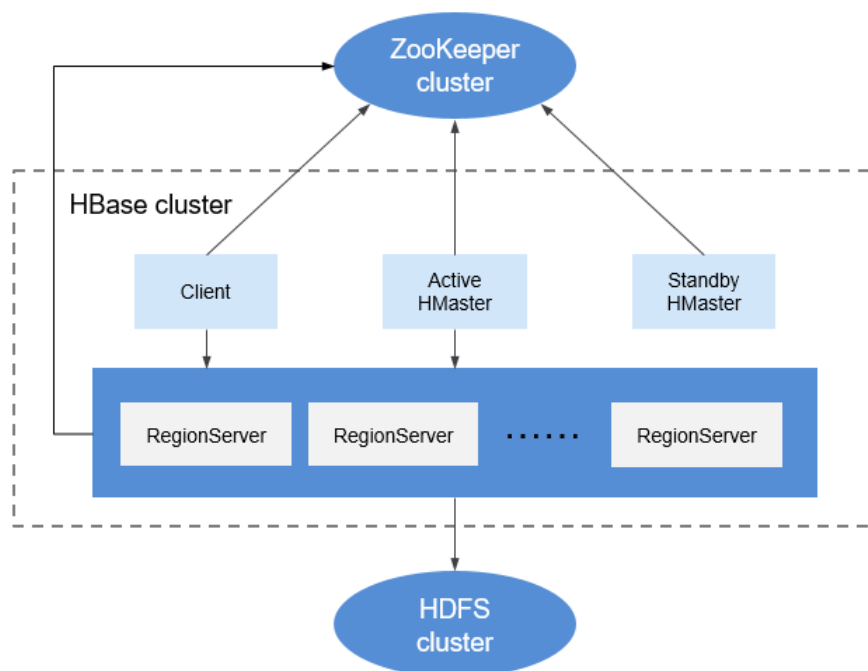 ZooKeeper
cluster
HBase cluster
Client
Active
HMaster
Standby
HMaster
RegionServer
RegionServer
......
RegionServer
HDFS
cluster